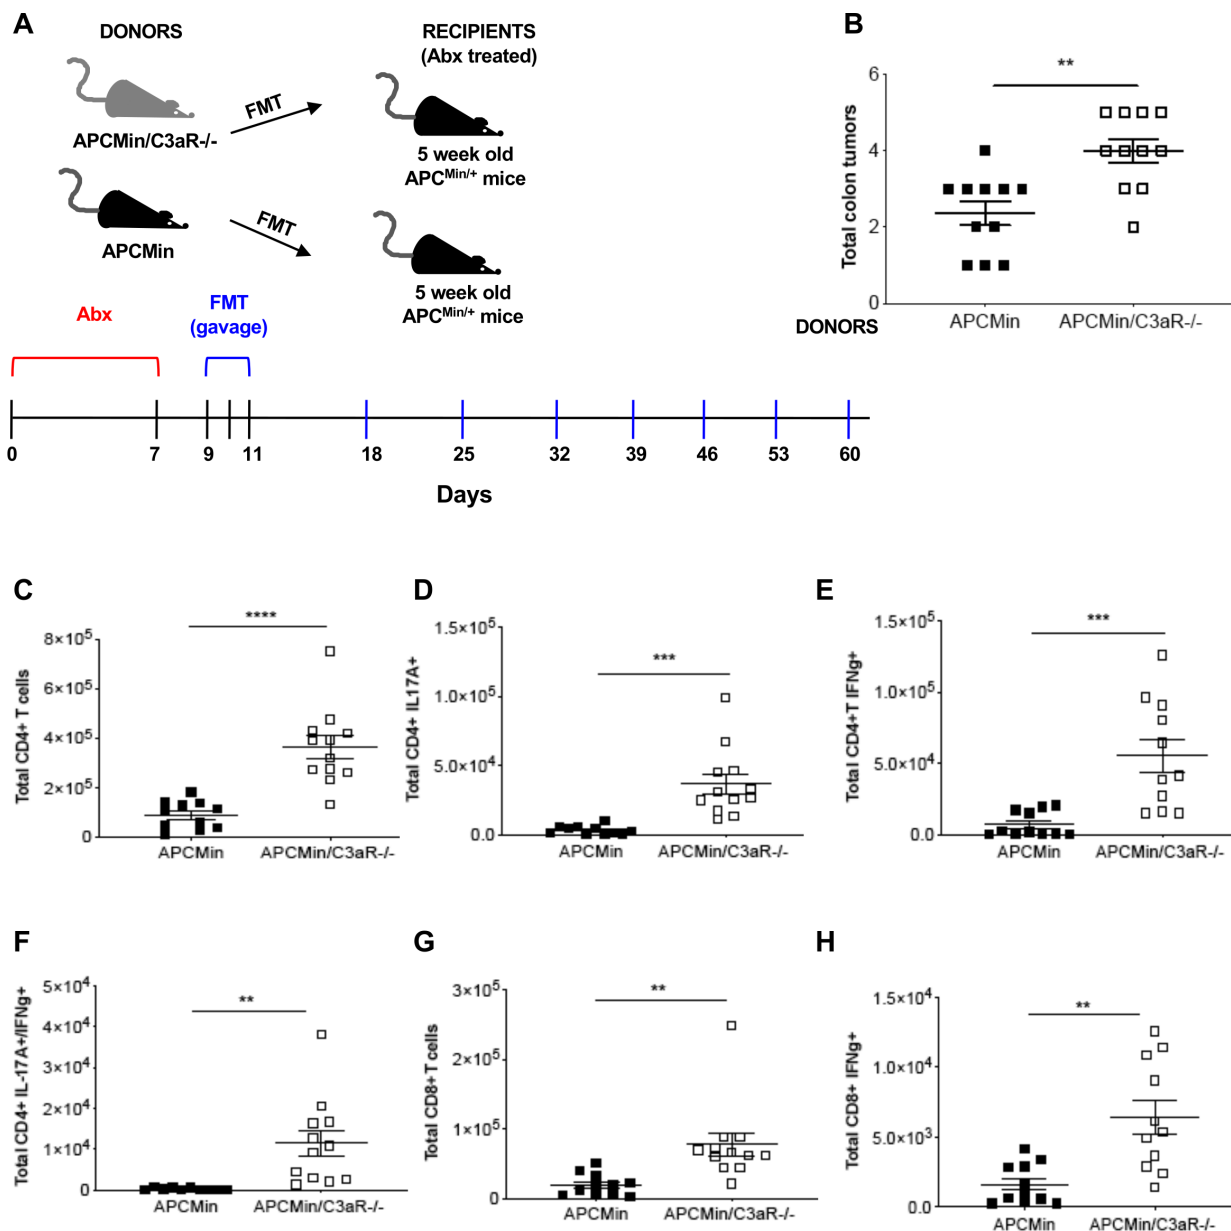 A
DONORS
RECIPIENTS
(Abx treated)
FMT
APCMin/C3aR-/-
5 week old
APCMin/+ mice
FMT
APCMin
5 week old
APCMin/+ mice
Abx
FMT
(gavage)
0 7 9 11 18 25 32 39 46 53 60
Days
B
**
Total colon tumors
6
4
2
0
DONORS
APCMin APCMin/C3aR-/-
C
****
Total CD4+ T cells
8×10⁵
6×10⁵
4×10⁵
2×10⁵
0
APCMin APCMin/C3aR-/-
D
***
Total CD4+ IL17A+
1.5×10⁵
1.0×10⁵
5.0×10⁴
0.0
APCMin APCMin/C3aR-/-
E
***
Total CD4+T IFNg+
1.5×10⁵
1.0×10⁵
5.0×10⁴
0.0
APCMin APCMin/C3aR-/-
F
**
Total CD4+ IL-17A+/IFNg+
5×10⁴
4×10⁴
3×10⁴
2×10⁴
1×10⁴
0
APCMin APCMin/C3aR-/-
G
**
Total CD8+T cells
3×10⁵
2×10⁵
1×10⁵
0
APCMin APCMin/C3aR-/-
H
**
Total CD8+ IFNg+
1.5×10⁴
1.0×10⁴
5.0×10³
0.0
APCMin APCMin/C3aR-/-